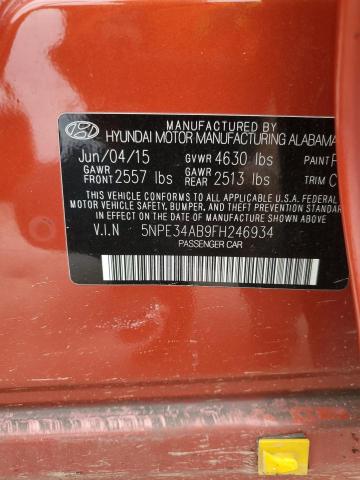 MANUFACTURED BY
HYUNDAI MOTOR MANUFACTURING ALABAMA
Jun/04/15 GVWR 4630 lbs PAINT
GAWR FRONT 2557 lbs GAWR REAR 2513 lbs TRIM
THIS VEHICLE CONFORMS TO ALL APPLICABLE U.S.A. FEDERAL
MOTOR VEHICLE SAFETY, BUMPER, AND THEFT PREVENTION
STANDARDS IN EFFECT ON THE DATE OF MANUFACTURE SHOWN ABOVE.
V.I.N 5NPE34AB9FH246934
PASSENGER CAR